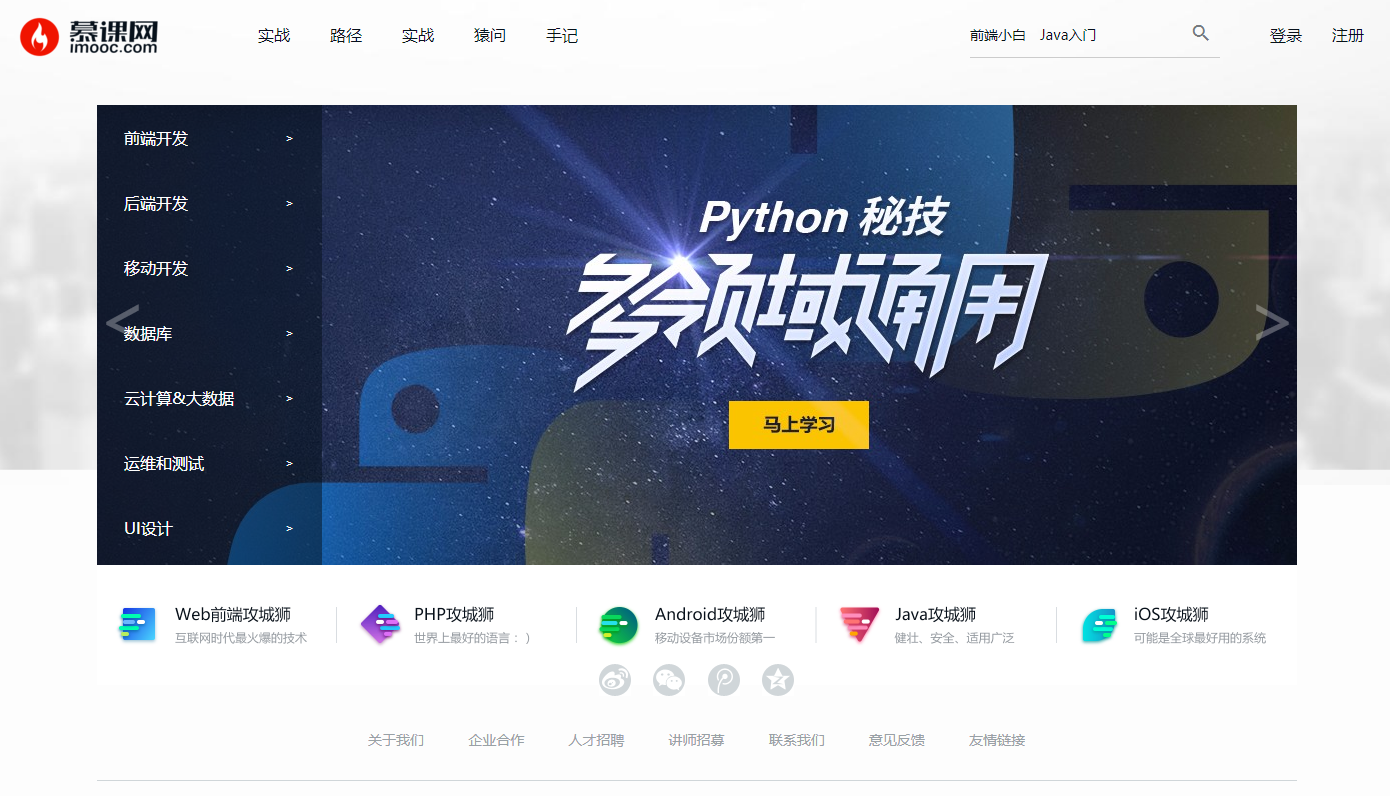 慕课网
imooc.com
实战 路径 实战 猿问 手记
前端小白 Java入门
登录 注册
前端开发 >
后端开发 >
移动开发 >
数据库 >
云计算&大数据 >
运维和测试 >
UI设计 >
< >
Python 秘技
多领域通用
马上学习
Web前端攻城狮
互联网时代最火爆的技术
PHP攻城狮
世界上最好的语言：）
Android攻城狮
移动设备市场份额第一
Java攻城狮
健壮、安全、适用广泛
iOS攻城狮
可能是全球最好用的系统
关于我们 企业合作 人才招聘 讲师招募 联系我们 意见反馈 友情链接